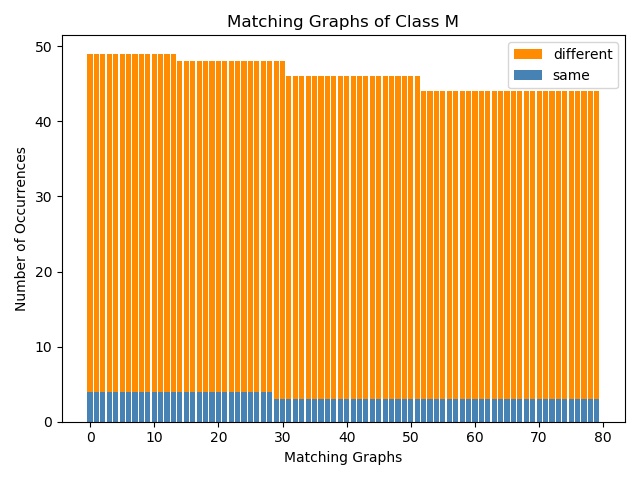 Matching Graphs of Class M
different
same
Number of Occurrences
50
40
30
20
10
0
0 10 20 30 40 50 60 70 80
Matching Graphs